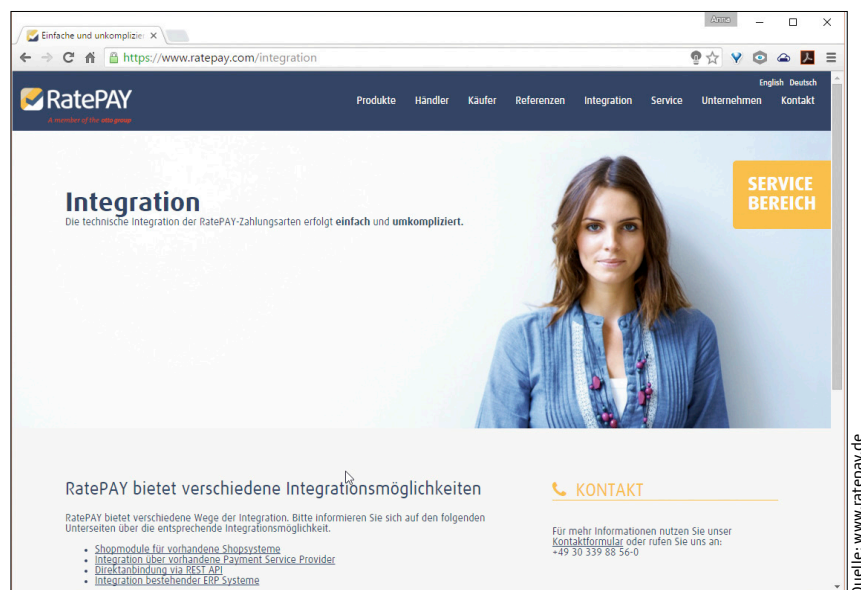 Anna
Einfache und unkomplizie
https://www.ratepay.com/integration
English Deutsch
RatePAY
A member of the otto group
Produkte Händler Käufer Referenzen Integration Service Unternehmen Kontakt
Integration
Die technische Integration der RatePAY-Zahlungsarten erfolgt einfach und umkompliziert.
SERVICE
BEREICH
RatePAY bietet verschiedene Integrationsmöglichkeiten
RatePAY bietet verschiedene Wege der Integration. Bitte informieren Sie sich auf den folgenden
Unterseiten über die entsprechende Integrationsmöglichkeit.
Shopmodule für vorhandene Shopsysteme
Integration über vorhandene Payment Service Provider
Direktanbindung via REST API
Integration bestehender ERP Systeme
KONTAKT
Für mehr Informationen nutzen Sie unser
Kontaktformular oder rufen Sie uns an:
+49 30 339 88 56-0
Quelle: www.ratepay.de